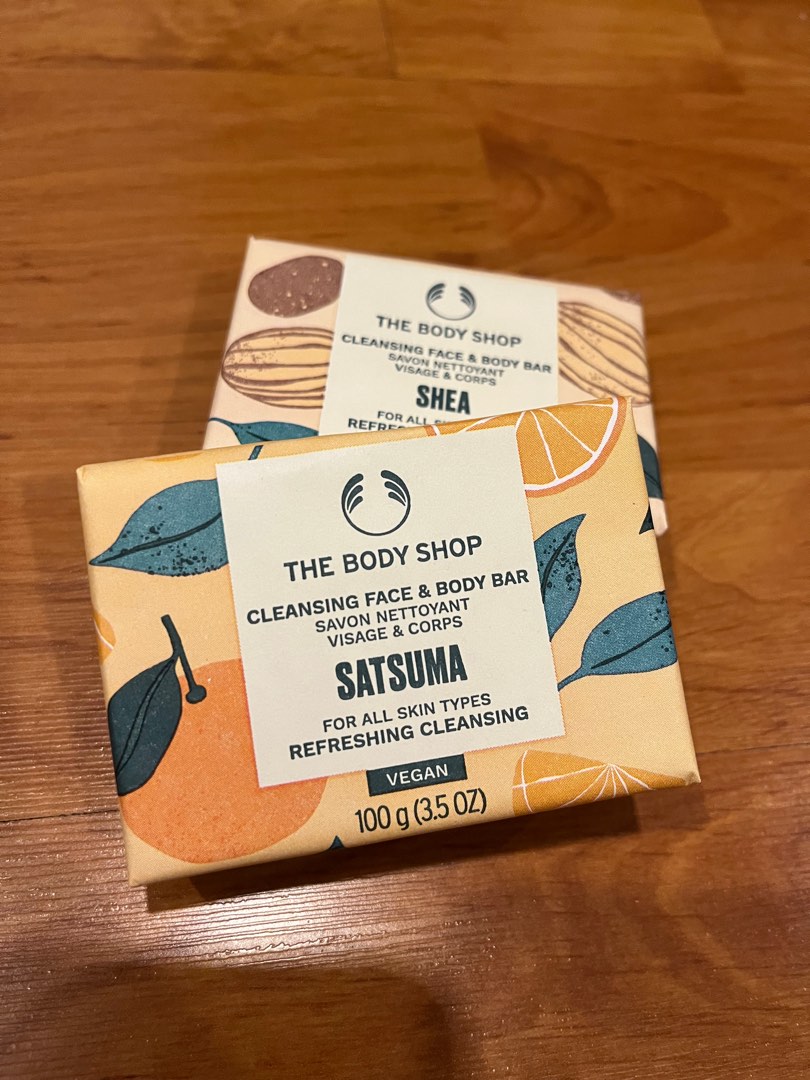 THE BODY SHOP
CLEANSING FACE & BODY BAR
SAVON NETTOYANT
VISAGE & CORPS
SHEA
FOR ALL
THE BODY SHOP
CLEANSING FACE & BODY BAR
SAVON NETTOYANT
VISAGE & CORPS
SATSUMA
FOR ALL SKIN TYPES
REFRESHING CLEANSING
VEGAN
100 g (3.5 OZ)